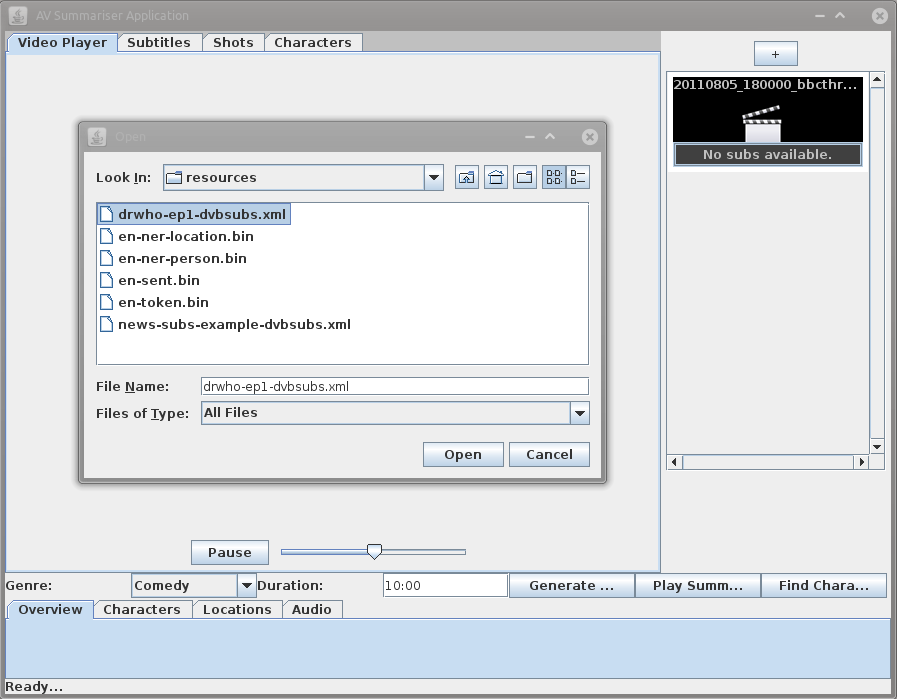 AV Summariser Application
Video Player
Subtitles
Shots
Characters
+
20110805_180000_bbcthr...
No subs available.
Open
Look In:
resources
drwho-ep1-dvbsubs.xml
en-ner-location.bin
en-ner-person.bin
en-sent.bin
en-token.bin
news-subs-example-dvbsubs.xml
File Name:
drwho-ep1-dvbsubs.xml
Files of Type:
All Files
Open
Cancel
Pause
Genre:
Comedy
Duration:
10:00
Generate ...
Play Summ...
Find Chara...
Overview
Characters
Locations
Audio
Ready...